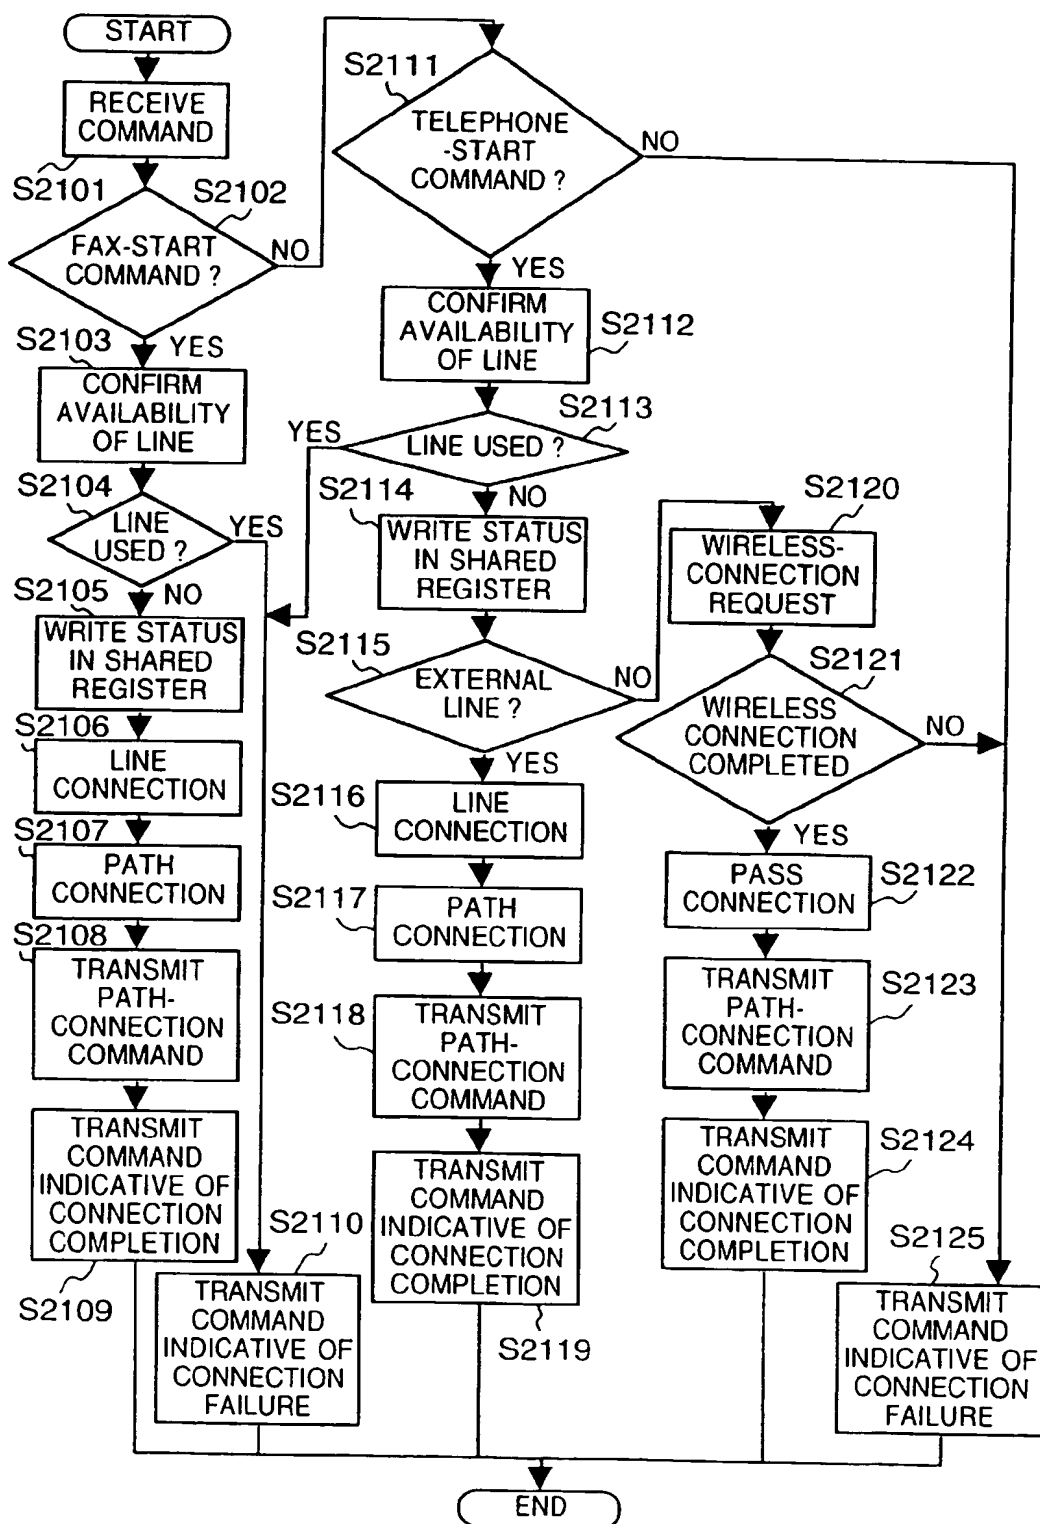 START
RECEIVE
COMMAND
S2101
S2102
FAX-START
COMMAND ?
NO
S2103
YES
CONFIRM
AVAILABILITY
OF LINE
S2104
LINE
USED ?
YES
S2105
NO
WRITE STATUS
IN SHARED
REGISTER
S2106
LINE
CONNECTION
S2107
PATH
CONNECTION
S2108
TRANSMIT
PATH-
CONNECTION
COMMAND
TRANSMIT
COMMAND
INDICATIVE OF
CONNECTION
COMPLETION
S2109
S2110
TRANSMIT
COMMAND
INDICATIVE OF
CONNECTION
FAILURE
S2111
TELEPHONE
-START
COMMAND ?
NO
YES
CONFIRM
AVAILABILITY
OF LINE
S2112
S2113
YES
LINE USED ?
S2114
NO
WRITE STATUS
IN SHARED
REGISTER
S2115
EXTERNAL
LINE ?
NO
YES
S2116
LINE
CONNECTION
S2117
PATH
CONNECTION
S2118
TRANSMIT
PATH-
CONNECTION
COMMAND
TRANSMIT
COMMAND
INDICATIVE OF
CONNECTION
COMPLETION
S2119
S2120
WIRELESS-
CONNECTION
REQUEST
S2121
WIRELESS
CONNECTION
COMPLETED
NO
YES
PASS
CONNECTION
S2122
TRANSMIT
PATH-
CONNECTION
COMMAND
S2123
TRANSMIT
COMMAND
INDICATIVE OF
CONNECTION
COMPLETION
S2124
S2125
TRANSMIT
COMMAND
INDICATIVE OF
CONNECTION
FAILURE
END